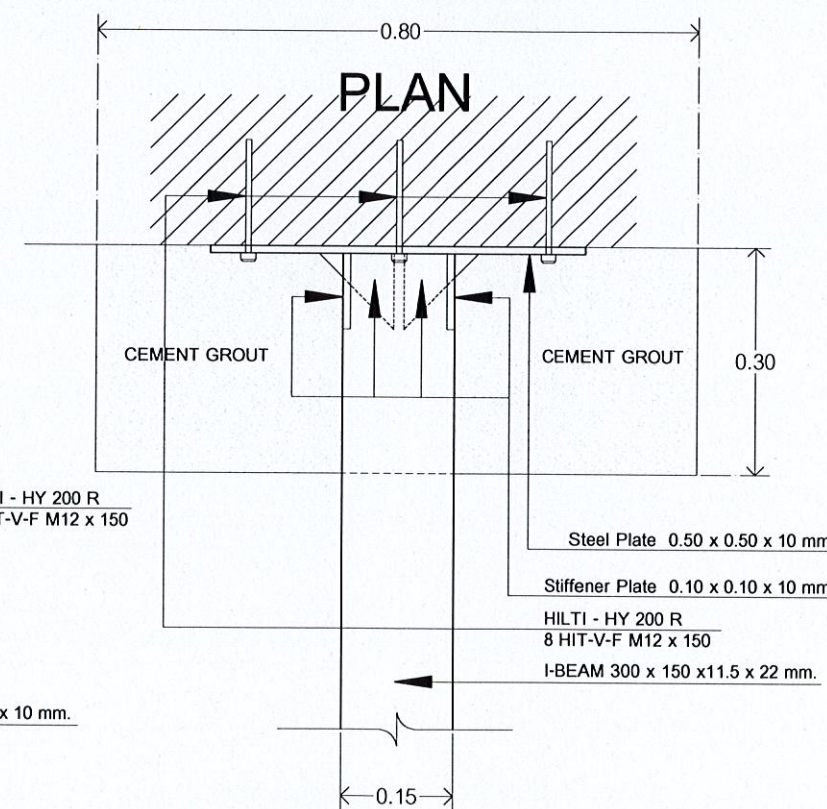 0.80
PLAN
CEMENT GROUT
CEMENT GROUT
0.30
- HY 200 R
-V-F M12 x 150
Steel Plate 0.50 x 0.50 x 10 mm
Stiffener Plate 0.10 x 0.10 x 10 mm
HILTI - HY 200 R
8 HIT-V-F M12 x 150
I-BEAM 300 x 150 x11.5 x 22 mm.
x 10 mm.
0.15